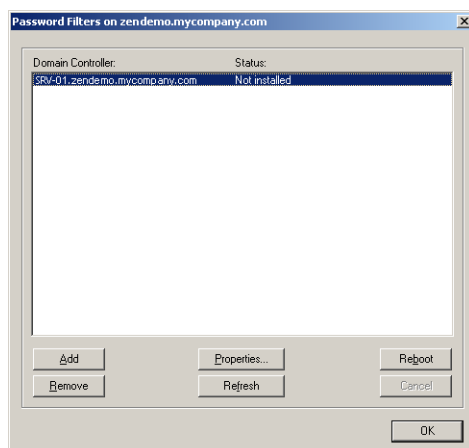 Password Filters on zendemo.mycompany.com
Domain Controller: Status:
SRV-01.zendemo.mycompany.com Not installed
Add Properties... Reboot
Remove Refresh Cancel
OK